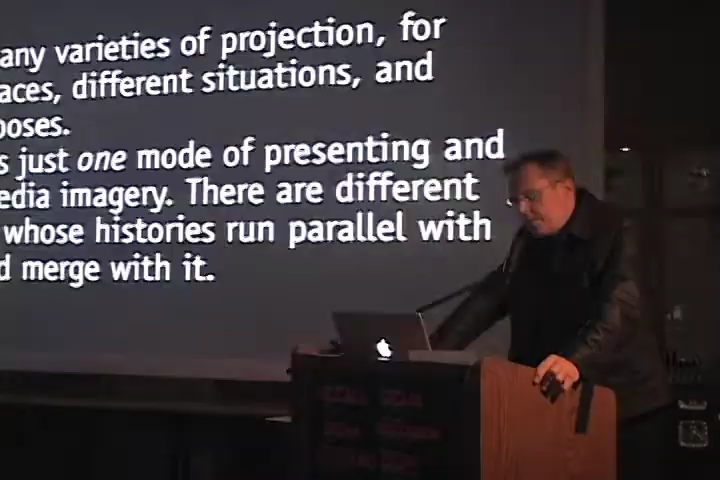 any varieties of projection, for
aces, different situations, and
poses.
s just one mode of presenting and
edia imagery. There are different
whose histories run parallel with
d merge with it.